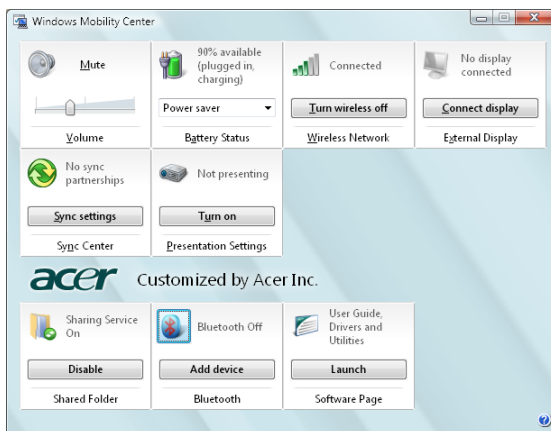 Windows Mobility Center
Mute
Volume
90% available
(plugged in,
charging)
Power saver
Battery Status
Connected
Turn wireless off
Wireless Network
No display
connected
Connect display
External Display
No sync
partnerships
Sync settings
Sync Center
Not presenting
Turn on
Presentation Settings
acer Customized by Acer Inc.
Sharing Service
On
Disable
Shared Folder
Bluetooth Off
Add device
Bluetooth
User Guide,
Drivers and
Utilities
Launch
Software Page